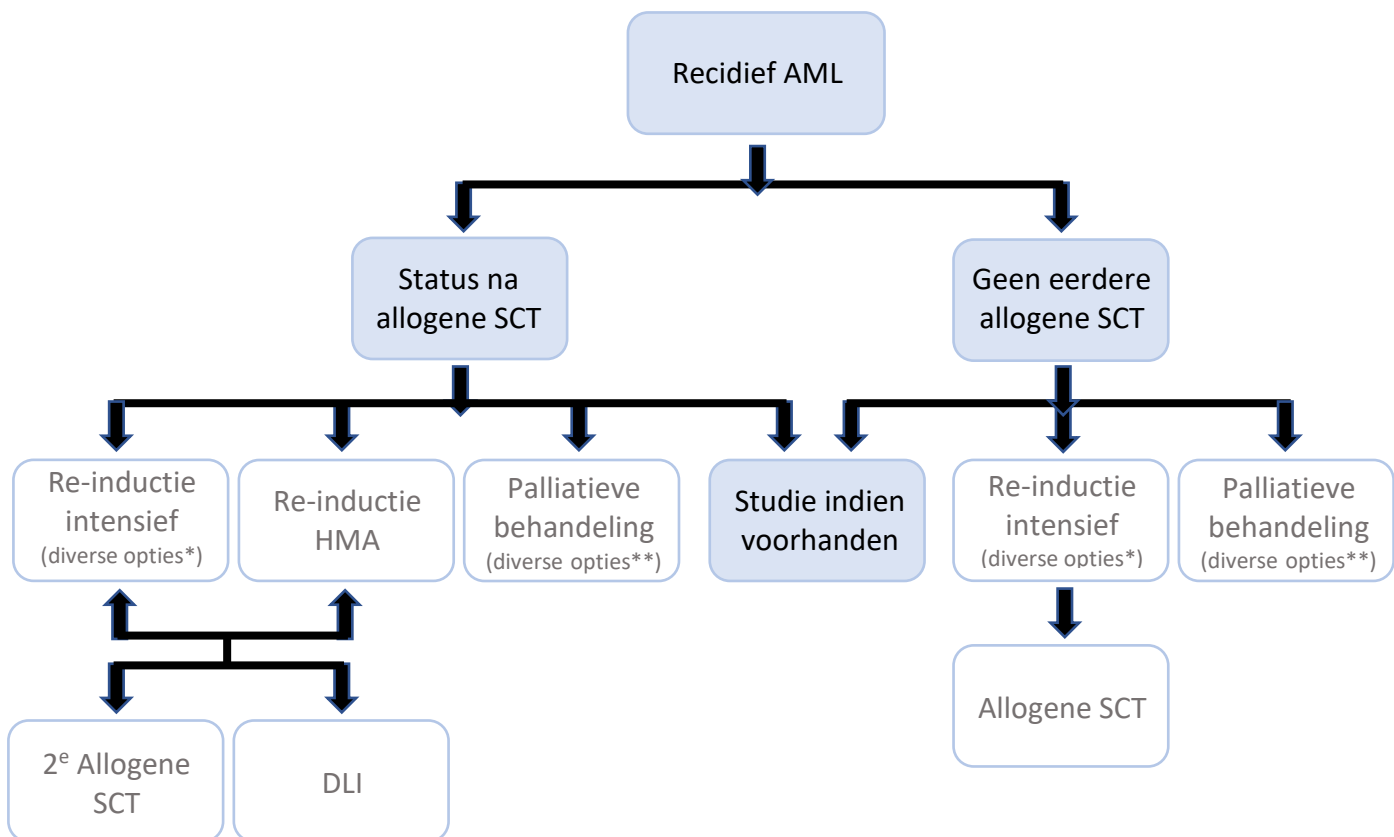 Recidief AML
Status na
allogene SCT
Geen eerdere
allogene SCT
Re-inductie
intensief
(diverse opties*)
Re-inductie
HMA
Palliatieve
behandeling
(diverse opties**)
Studie indien
voorhanden
Re-inductie
intensief
(diverse opties*)
Palliatieve
behandeling
(diverse opties**)
2e Allogene
SCT
DLI
Allogene SCT